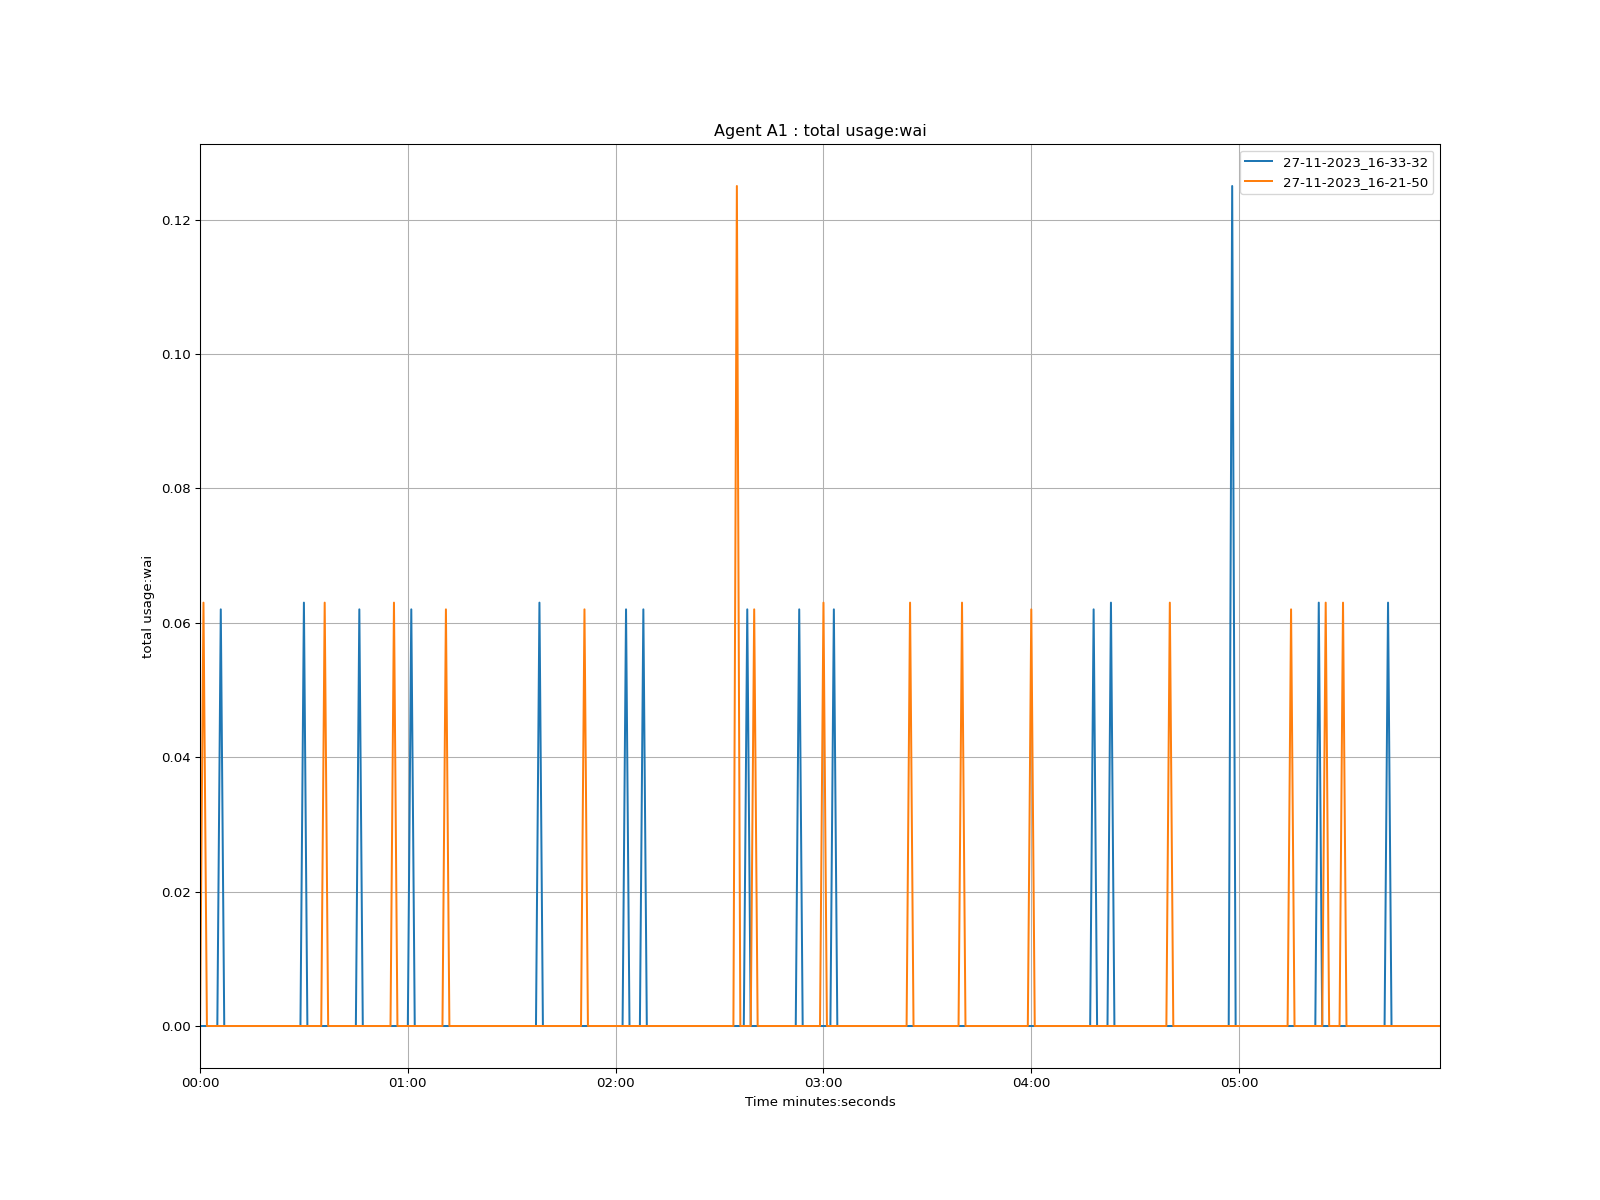 Agent A1 : total usage:wai
27-11-2023_16-33-32
27-11-2023_16-21-50
0.12
0.10
0.08
0.06
0.04
0.02
0.00
total usage:wai
00:00 01:00 02:00 03:00 04:00 05:00
Time minutes:seconds